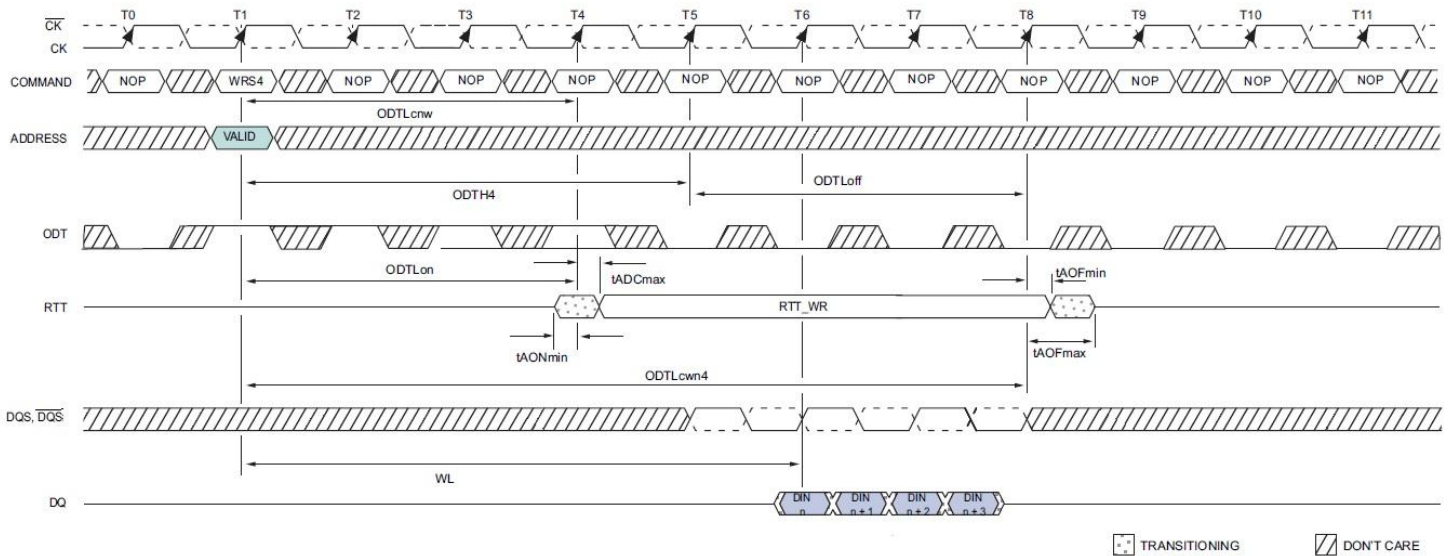 T0 T1 T2 T3 T4 T5 T6 T7 T8 T9 T10 T11
CK
CK
COMMAND NOP WRS4 NOP NOP NOP NOP NOP NOP NOP NOP NOP NOP
ODTLcnw
ADDRESS VALID
ODTH4 ODTLoff
ODT
ODTLon tADCmax tAOFmin
RTT RTT_WR
tAONmin tAOFmax
ODTLcwn4
DQS, DQS
WL
DQ DIN n DIN n + 1 DIN n + 2 DIN n + 3
TRANSITIONING DON'T CARE